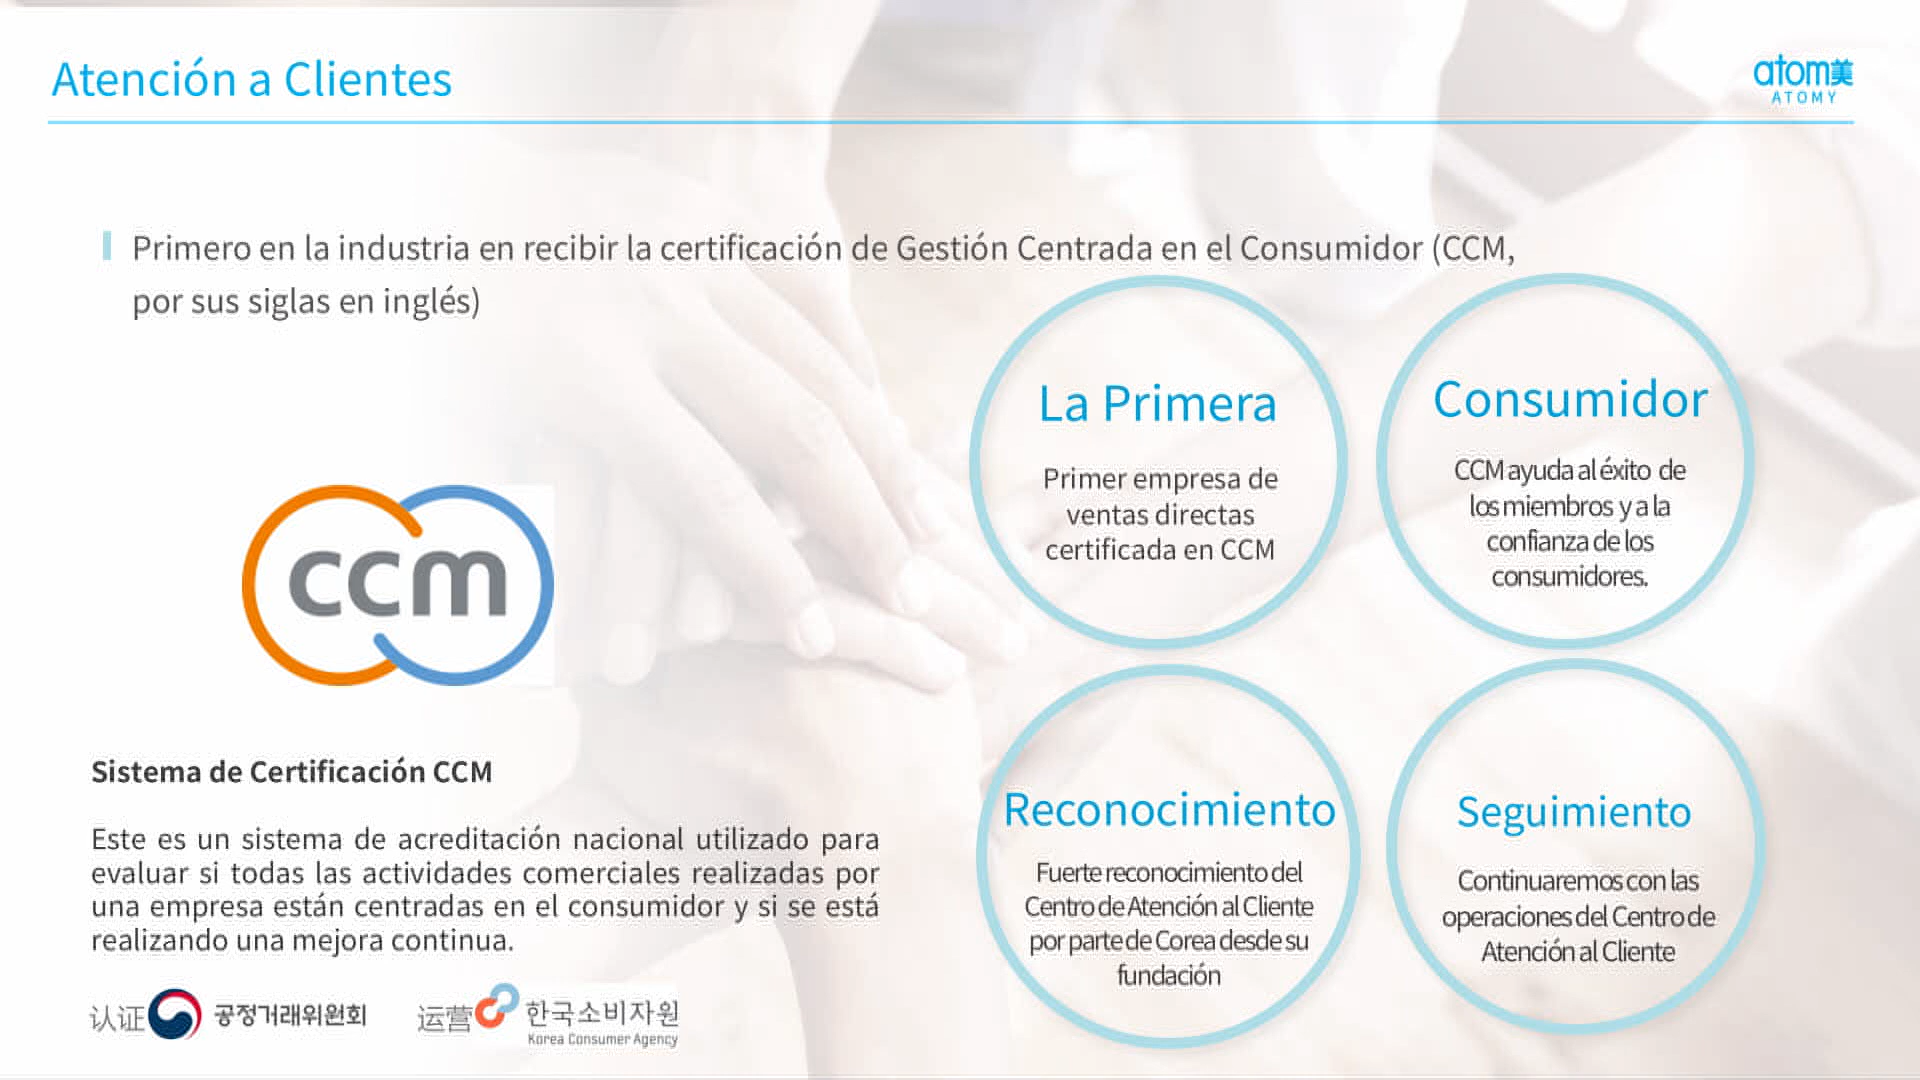 Atención a Clientes
atom美
ATOMY
Primero en la industria en recibir la certificación de Gestión Centrada en el Consumidor (CCM,
por sus siglas en inglés)
ccm
Sistema de Certificación CCM
Este es un sistema de acreditación nacional utilizado para
evaluar si todas las actividades comerciales realizadas por
una empresa están centradas en el consumidor y si se está
realizando una mejora continua.
认证 공정거래위원회
运营 한국소비자원
Korea Consumer Agency
La Primera
Primer empresa de
ventas directas
certificada en CCM
Consumidor
CCM ayuda al éxito de
los miembros y a la
confianza de los
consumidores.
Reconocimiento
Fuerte reconocimiento del
Centro de Atención al Cliente
por parte de Corea desde su
fundación
Seguimiento
Continuaremos con las
operaciones del Centro de
Atención al Cliente